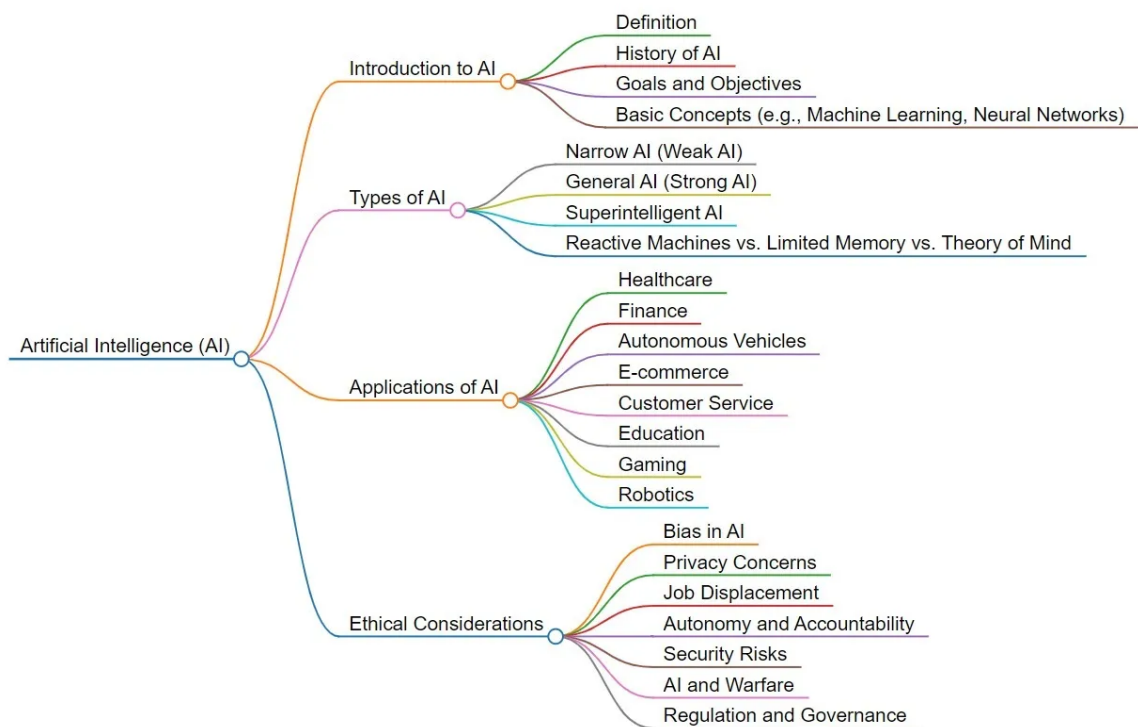 Artificial Intelligence (AI)
Introduction to AI
Definition
History of AI
Goals and Objectives
Basic Concepts (e.g., Machine Learning, Neural Networks)
Types of AI
Narrow AI (Weak AI)
General AI (Strong AI)
Superintelligent AI
Reactive Machines vs. Limited Memory vs. Theory of Mind
Applications of AI
Healthcare
Finance
Autonomous Vehicles
E-commerce
Customer Service
Education
Gaming
Robotics
Ethical Considerations
Bias in AI
Privacy Concerns
Job Displacement
Autonomy and Accountability
Security Risks
AI and Warfare
Regulation and Governance